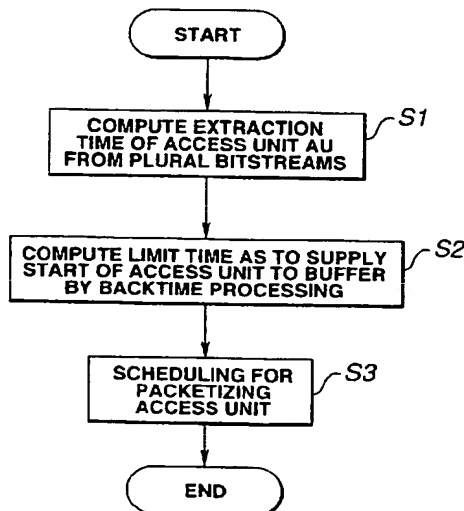 START
COMPUTE EXTRACTION
TIME OF ACCESS UNIT AU
FROM PLURAL BITSTREAMS
S1
COMPUTE LIMIT TIME AS TO SUPPLY
START OF ACCESS UNIT TO BUFFER
BY BACKTIME PROCESSING
S2
SCHEDULING FOR
PACKETIZING
ACCESS UNIT
S3
END